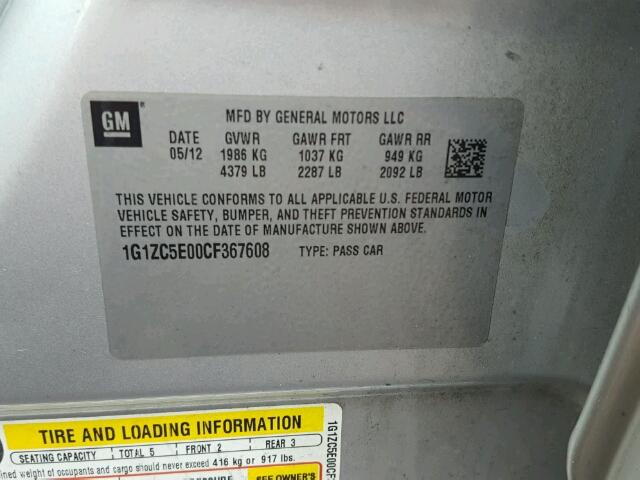 GM
MFD BY GENERAL MOTORS LLC
DATE GVWR GAWR FRT GAWR RR
05/12 1986 KG 1037 KG 949 KG
4379 LB 2287 LB 2092 LB
THIS VEHICLE CONFORMS TO ALL APPLICABLE U.S. FEDERAL MOTOR
VEHICLE SAFETY, BUMPER, AND THEFT PREVENTION STANDARDS IN
EFFECT ON THE DATE OF MANUFACTURE SHOWN ABOVE.
1G1ZC5E00CF367608 TYPE: PASS CAR
TIRE AND LOADING INFORMATION
SEATING CAPACITY TOTAL 5 FRONT 2 REAR 3
weight of occupants and cargo should never exceed 416 kg or 917 lbs.
SEE OWNER'S
1G1ZC5E00CF